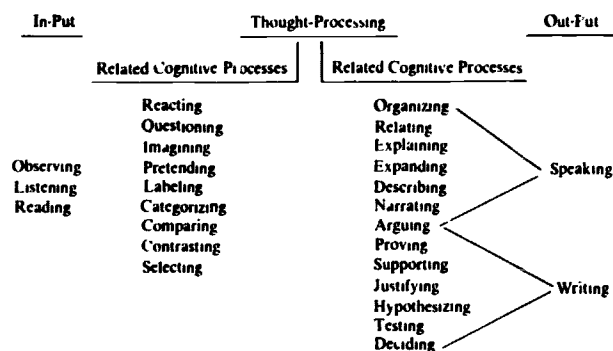 In-Put Thought-Processing Out-Put
Related Cognitive Processes Related Cognitive Processes
Reacting Organizing
Questioning Relating
Imagining Explaining
Observing Pretending Expanding Speaking
Listening Labeling Describing
Reading Categorizing Narrating
Comparing Arguing
Contrasting Proving
Selecting Supporting
Justifying Writing
Hypothesizing
Testing
Deciding